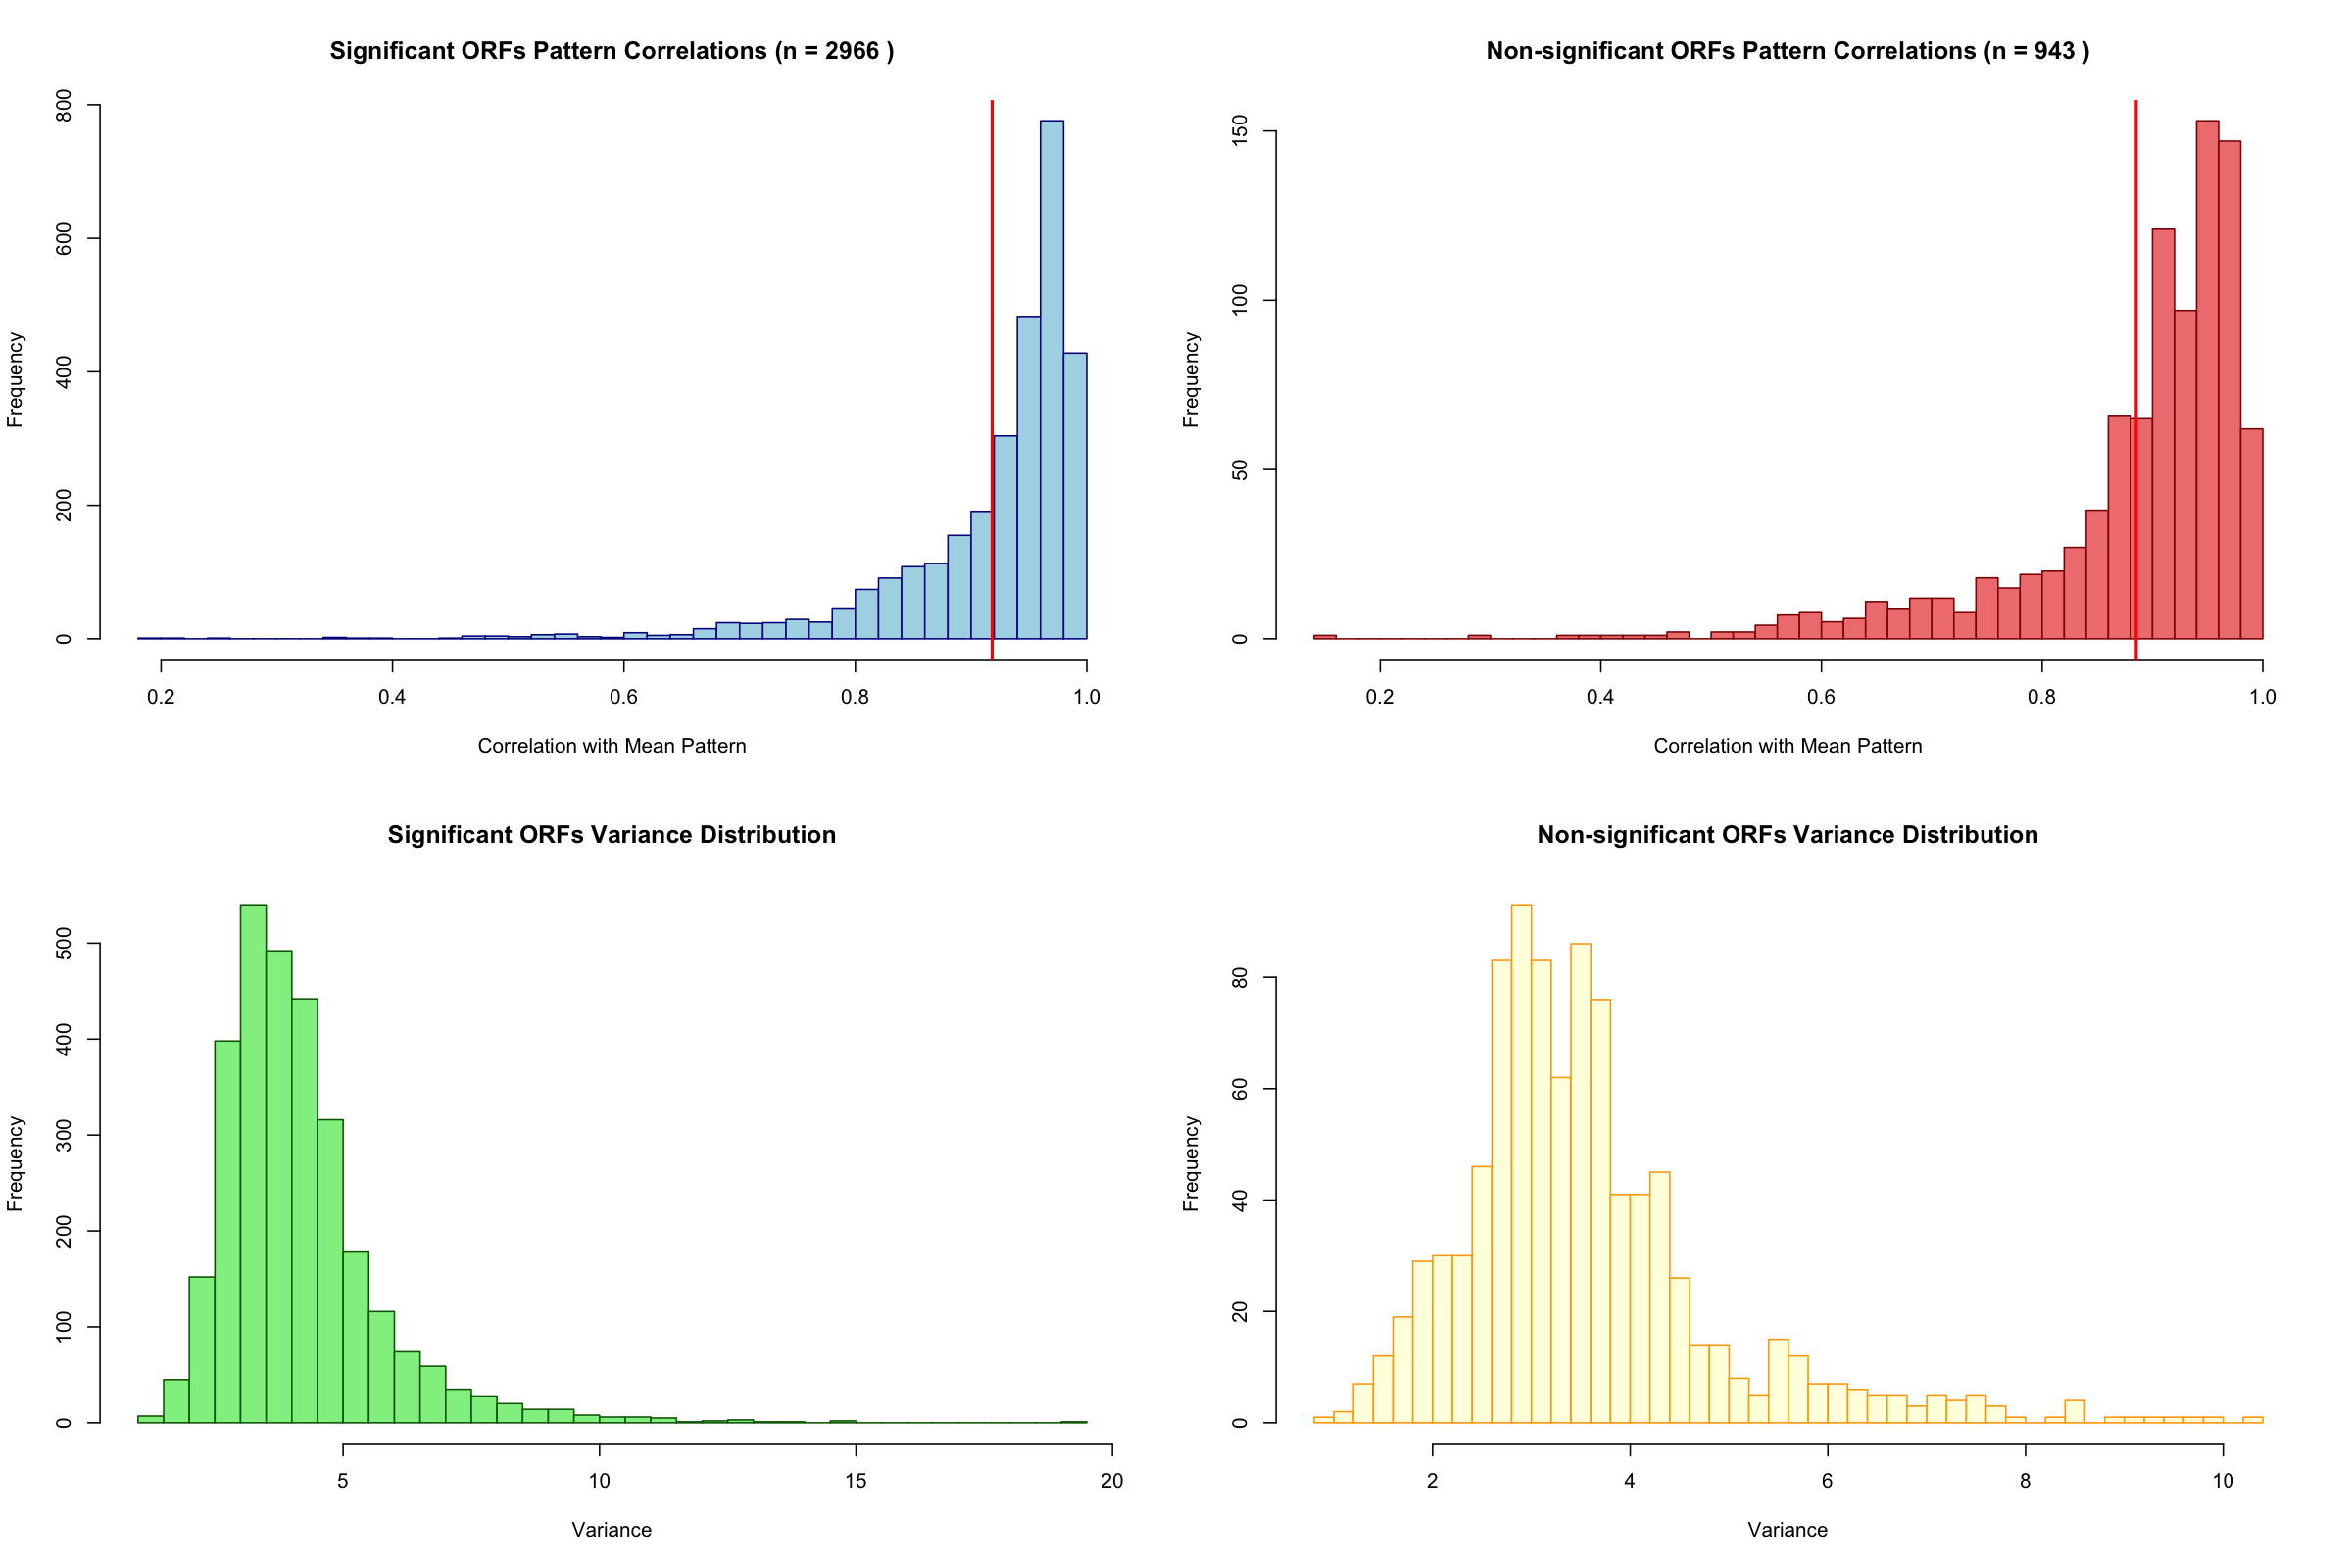 Significant ORFs Pattern Correlations (n = 2966 )
Frequency
0 200 400 600 800
0.2 0.4 0.6 0.8 1.0
Correlation with Mean Pattern
Non-significant ORFs Pattern Correlations (n = 943 )
Frequency
0 50 100 150
0.2 0.4 0.6 0.8 1.0
Correlation with Mean Pattern
Significant ORFs Variance Distribution
Frequency
0 100 200 300 400 500
5 10 15 20
Variance
Non-significant ORFs Variance Distribution
Frequency
0 20 40 60 80
2 4 6 8 10
Variance